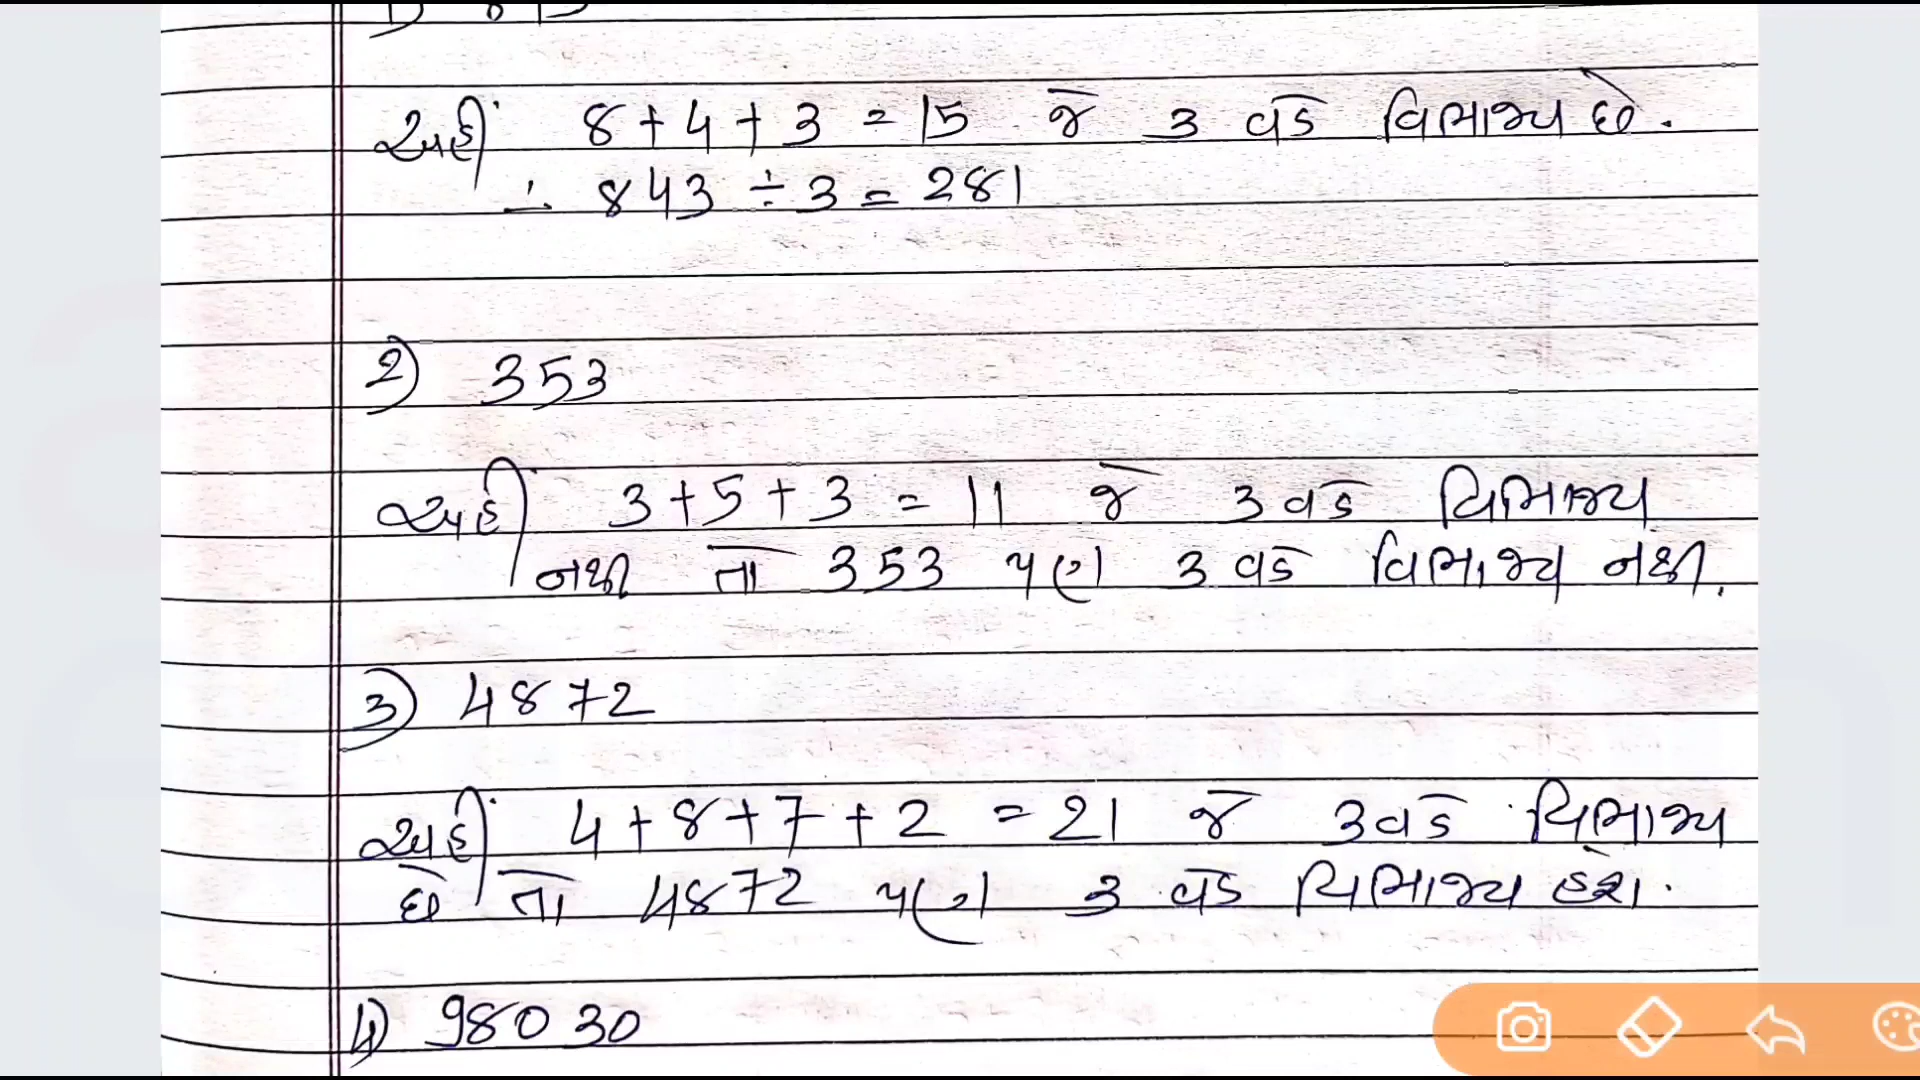 અહીં 8 + 4 + 3 = 15 જે 3 વડે વિભાજ્ય છે.
∴ 843 ÷ 3 = 281
2) 353
અહીં 3 + 5 + 3 = 11 જે 3 વડે વિભાજ્ય
નથી તો 353 પણ 3 વડે વિભાજ્ય નથી.
3) 4872
અહીં 4 + 8 + 7 + 2 = 21 જે 3 વડે વિભાજ્ય
છે તો 4872 પણ 3 વડે વિભાજ્ય હશે.
4) 98030